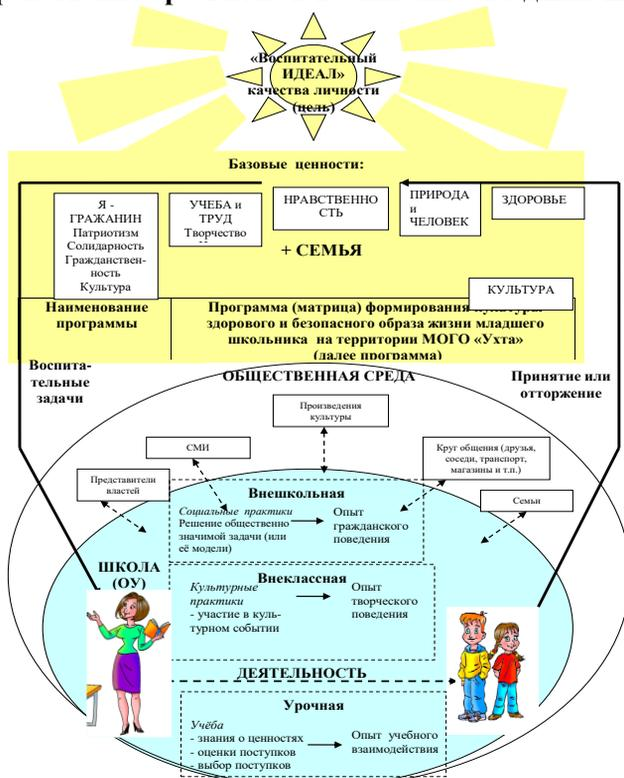 «Воспитательный
ИДЕАЛ»
качества личности
(цель)
Базовые ценности:
Я -
ГРАЖАНИН
Патриотизм
Солидарность
Гражданствен-
ность
Культура
УЧЕБА и
ТРУД
Творчество
НРАВСТВЕННО
СТЬ
ПРИРОДА
и
ЧЕЛОВЕК
ЗДОРОВЬЕ
+ СЕМЬЯ
КУЛЬТУРА
Наименование
программы
Программа (матрица) формирования
здорового и безопасного образа жизни младшего
школьника на территории МОГО «Ухта»
(далее программа)
Воспита-
тельные
задачи
ОБЩЕСТВЕННАЯ СРЕДА
Принятие или
отторжение
Произведения
культуры
СМИ
Круг общения (друзья,
соседи, транспорт,
магазины и т.п.)
Представители
властей
Семьи
Внешкольная
Социальные практики
Решение общественно
значимой задачи (или
её модели)
Опыт
гражданского
поведения
ШКОЛА
(ОУ)
Внеклассная
Культурные
практики
- участие в куль-
турном событии
Опыт
творческого
поведения
ДЕЯТЕЛЬНОСТЬ
Урочная
Учёба
- знания о ценностях
- оценки поступков
- выбор поступков
Опыт учебного
взаимодействия